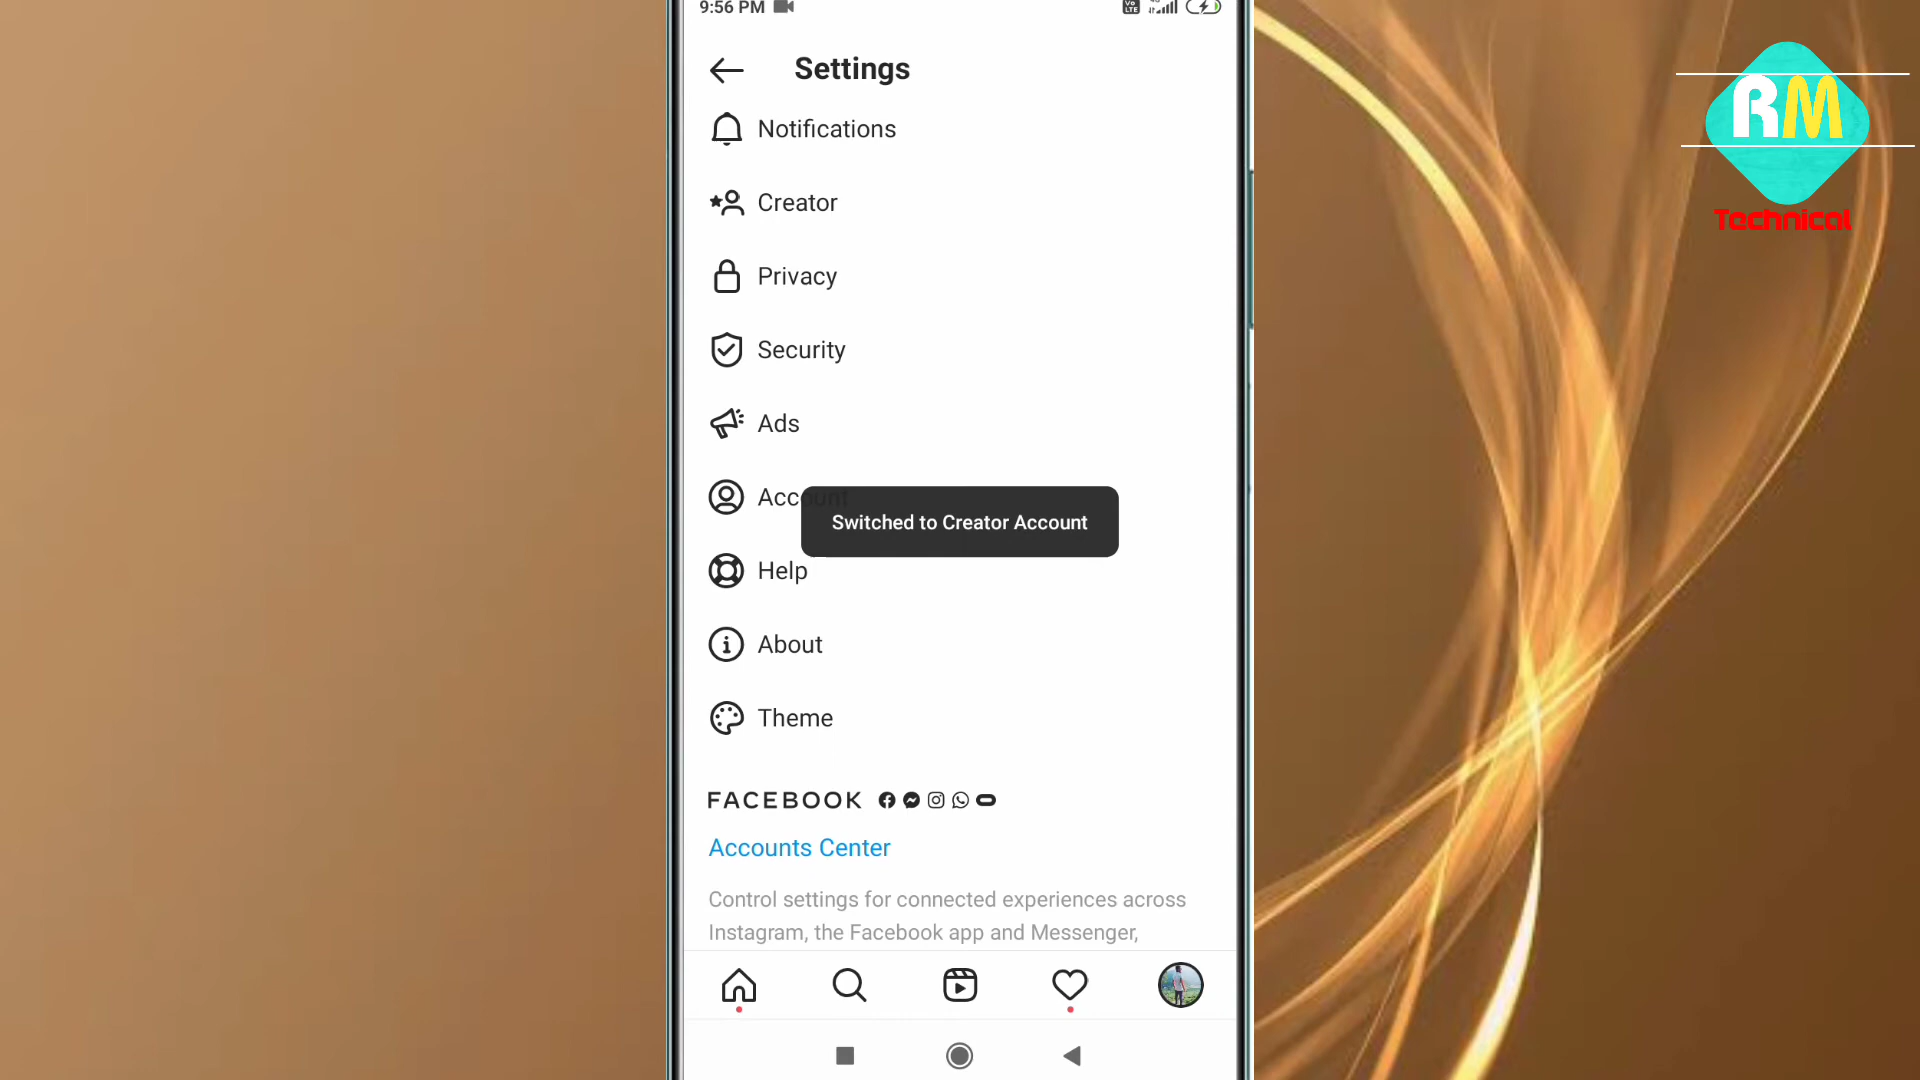 9:56 PM
Settings
Notifications
Creator
Privacy
Security
Ads
Account
Switched to Creator Account
Help
About
Theme
FACEBOOK
Accounts Center
Control settings for connected experiences across
Instagram, the Facebook app and Messenger,
RM
Technical